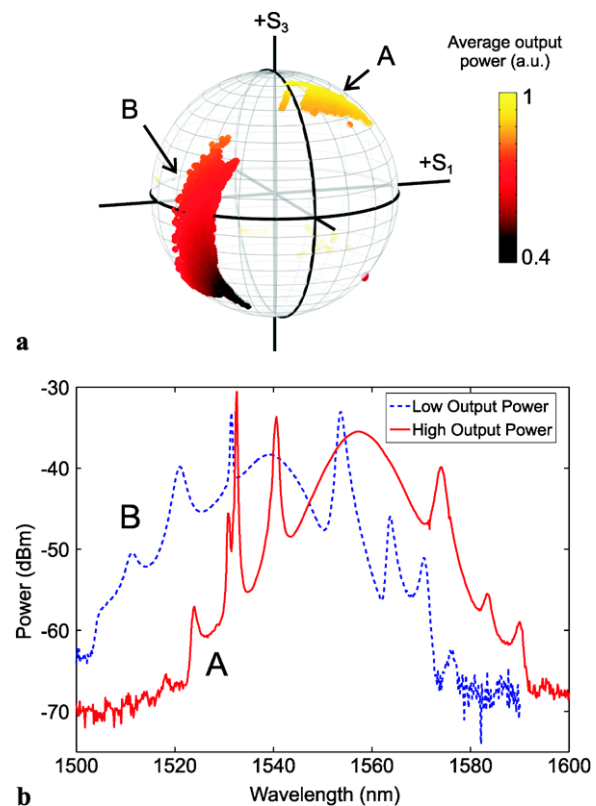 +S3
A
Average output
power (a.u.)
B
1
+S1
0.4
a
-30
Low Output Power
High Output Power
-40
B
-50
Power (dBm)
-60
A
-70
1500 1520 1540 1560 1580 1600
b
Wavelength (nm)